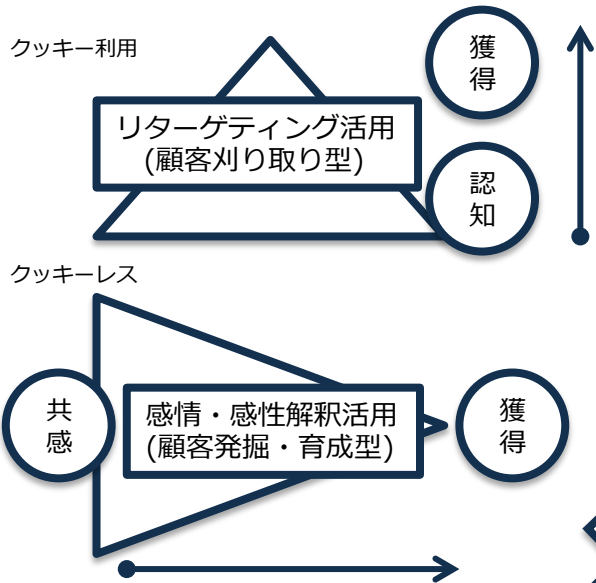 クッキー利用
獲得
リターゲティング活用
(顧客刈り取り型)
認知
クッキーレス
共感
感情・感性解釈活用
(顧客発掘・育成型)
獲得